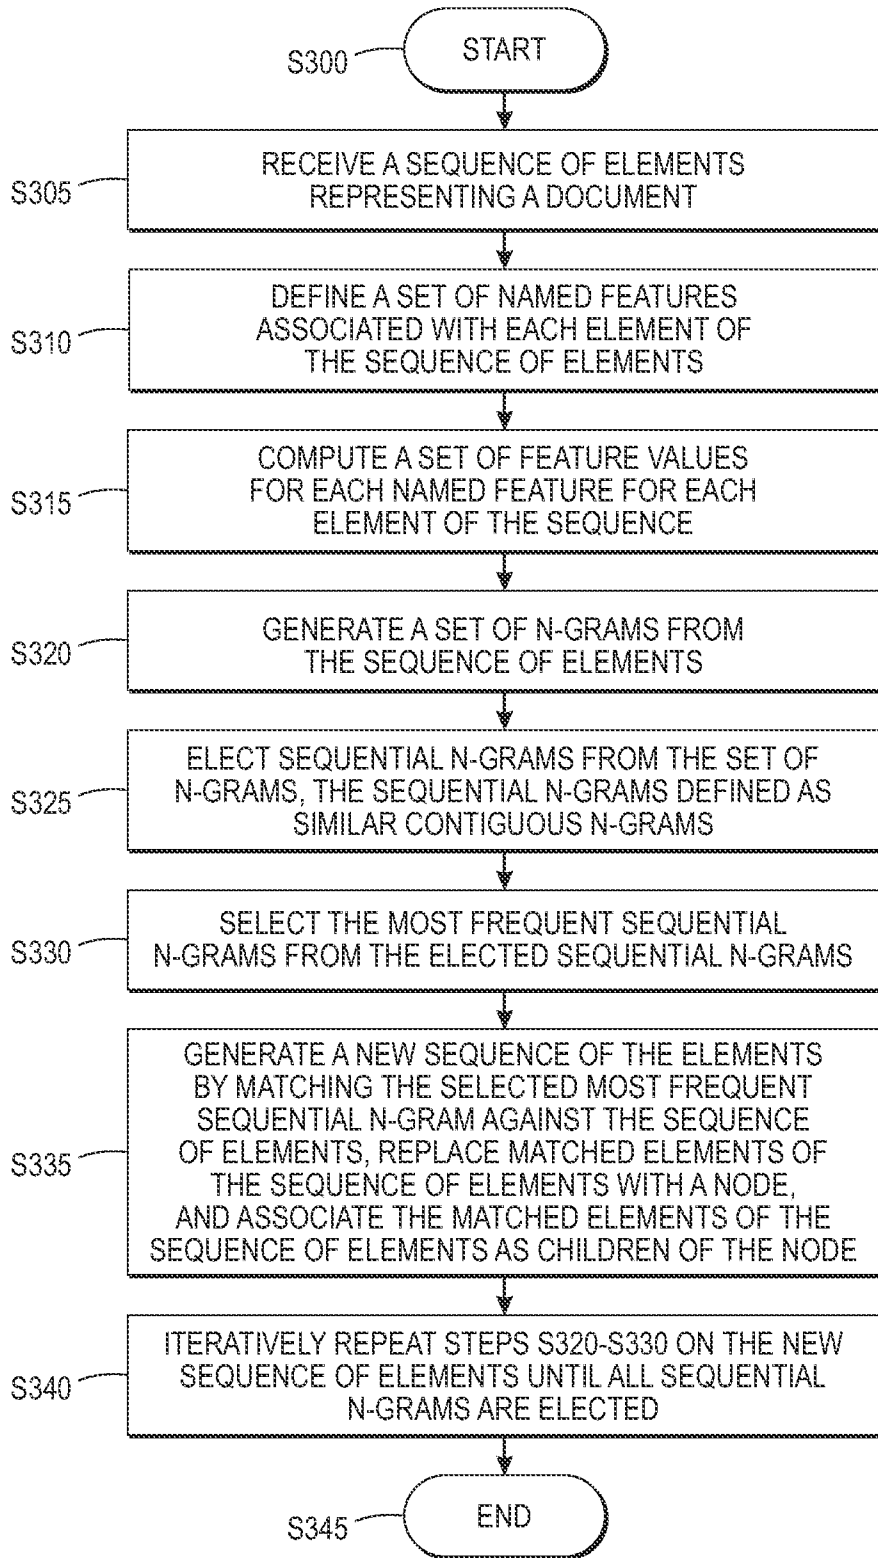 S300
START
S305
RECEIVE A SEQUENCE OF ELEMENTS
REPRESENTING A DOCUMENT
S310
DEFINE A SET OF NAMED FEATURES
ASSOCIATED WITH EACH ELEMENT OF
THE SEQUENCE OF ELEMENTS
S315
COMPUTE A SET OF FEATURE VALUES
FOR EACH NAMED FEATURE FOR EACH
ELEMENT OF THE SEQUENCE
S320
GENERATE A SET OF N-GRAMS FROM
THE SEQUENCE OF ELEMENTS
S325
ELECT SEQUENTIAL N-GRAMS FROM THE SET OF
N-GRAMS, THE SEQUENTIAL N-GRAMS DEFINED AS
SIMILAR CONTIGUOUS N-GRAMS
S330
SELECT THE MOST FREQUENT SEQUENTIAL
N-GRAMS FROM THE ELECTED SEQUENTIAL N-GRAMS
S335
GENERATE A NEW SEQUENCE OF THE ELEMENTS
BY MATCHING THE SELECTED MOST FREQUENT
SEQUENTIAL N-GRAM AGAINST THE SEQUENCE
OF ELEMENTS, REPLACE MATCHED ELEMENTS OF
THE SEQUENCE OF ELEMENTS WITH A NODE,
AND ASSOCIATE THE MATCHED ELEMENTS OF THE
SEQUENCE OF ELEMENTS AS CHILDREN OF THE NODE
S340
ITERATIVELY REPEAT STEPS S320-S330 ON THE NEW
SEQUENCE OF ELEMENTS UNTIL ALL SEQUENTIAL
N-GRAMS ARE ELECTED
S345
END